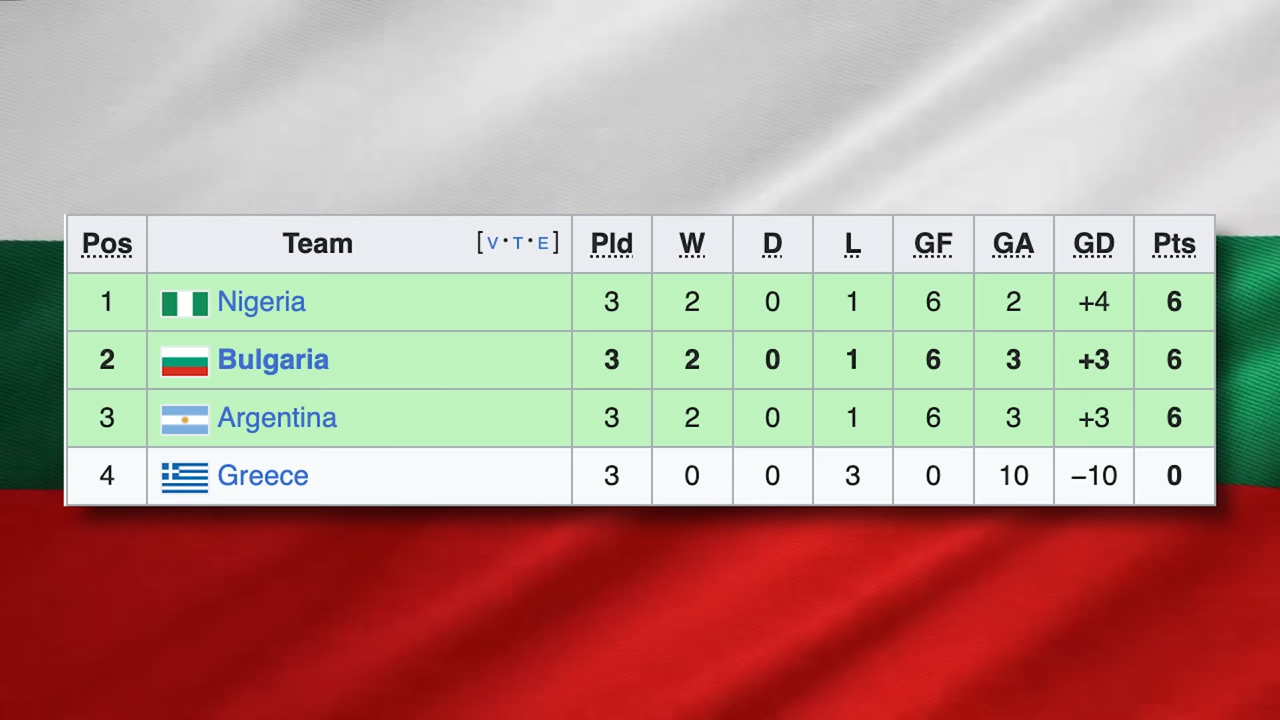 Pos Team [V·T·E] Pld W D L GF GA GD Pts
1 Nigeria 3 2 0 1 6 2 +4 6
2 Bulgaria 3 2 0 1 6 3 +3 6
3 Argentina 3 2 0 1 6 3 +3 6
4 Greece 3 0 0 3 0 10 −10 0